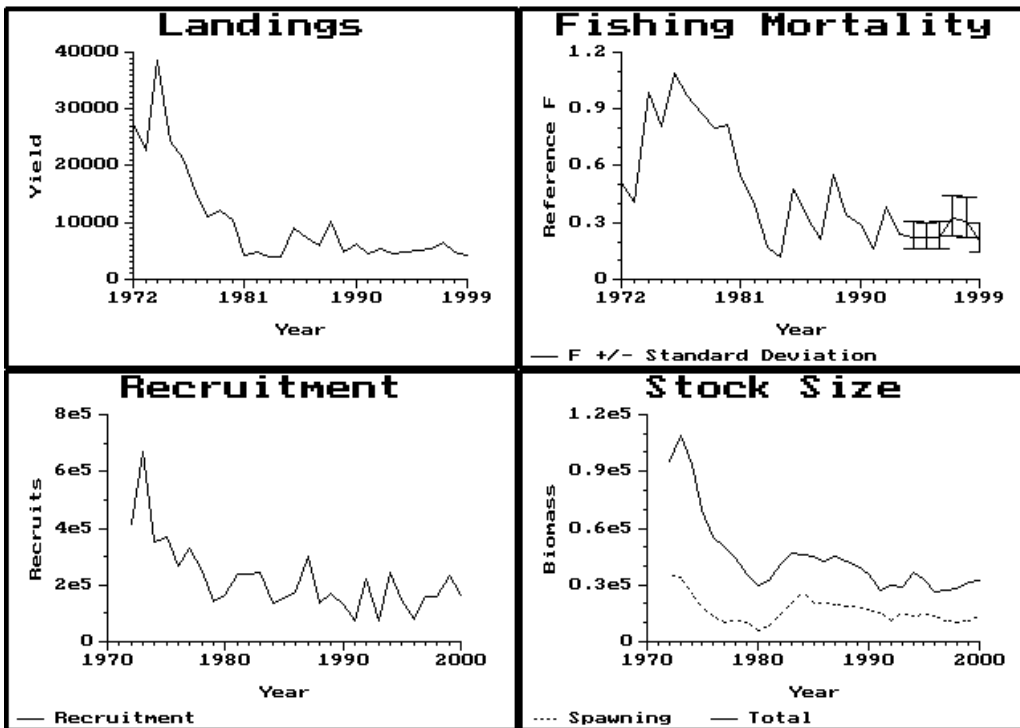 Landings
40000
30000
20000
10000
0
Yield
1972 1981 1990 1999
Year
Fishing Mortality
1.2
0.9
0.6
0.3
0
Reference F
1972 1981 1990 1999
Year
F +/- Standard Deviation
Recruitment
8e5
6e5
4e5
2e5
0
Recruits
1970 1980 1990 2000
Year
Recruitment
Stock Size
1.2e5
0.9e5
0.6e5
0.3e5
0
Biomass
1970 1980 1990 2000
Year
Spawning Total